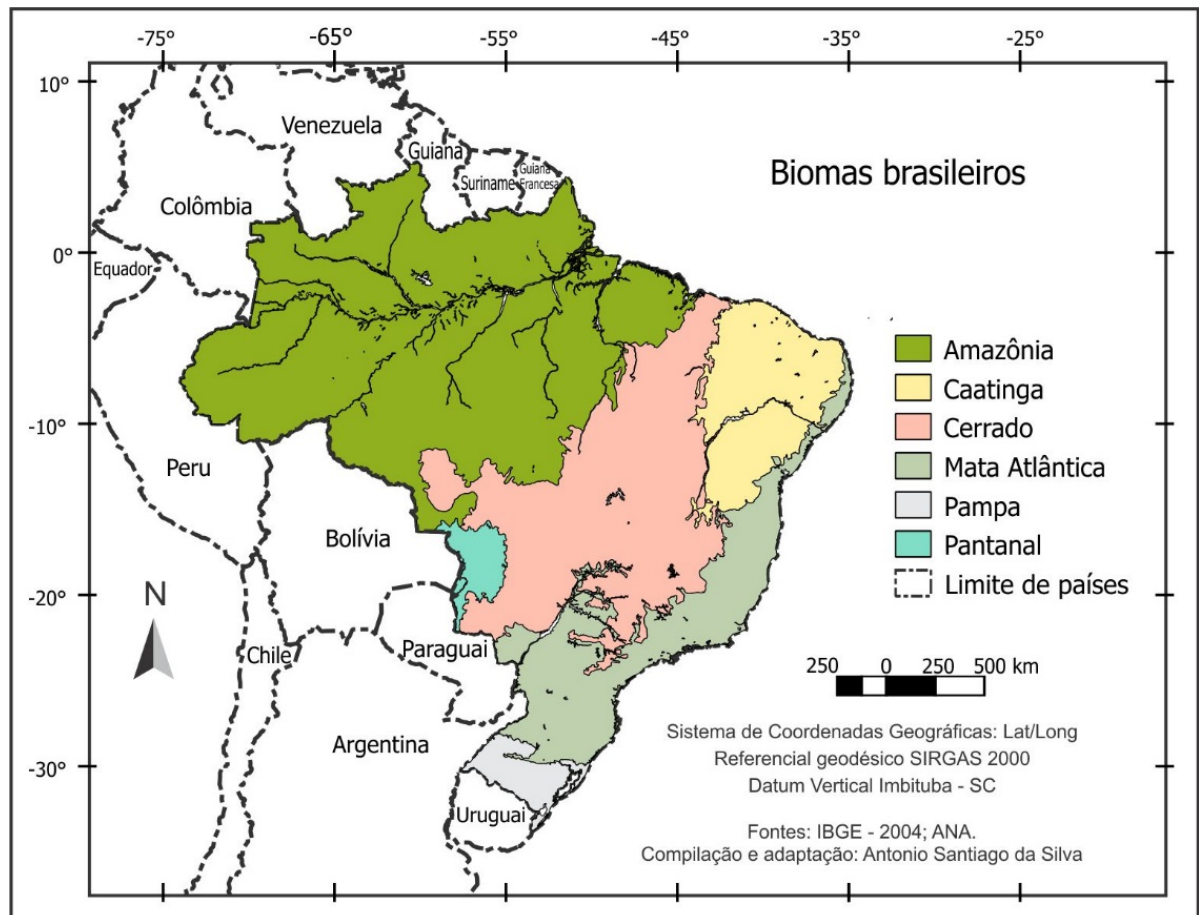 -75°
-65°
-55°
-45°
-35°
-25°
10°
0°
-10°
-20°
-30°
Biomas brasileiros
Venezuela
Guiana
Suriname
Guiana
Francesa
Colômbia
Equador
Peru
Bolívia
Paraguai
Chile
Argentina
Uruguai
N
Amazônia
Caatinga
Cerrado
Mata Atlântica
Pampa
Pantanal
Limite de países
250 0 250 500 km
Sistema de Coordenadas Geográficas: Lat/Long
Referencial geodésico SIRGAS 2000
Datum Vertical Imbituba - SC
Fontes: IBGE - 2004; ANA.
Compilação e adaptação: Antonio Santiago da Silva